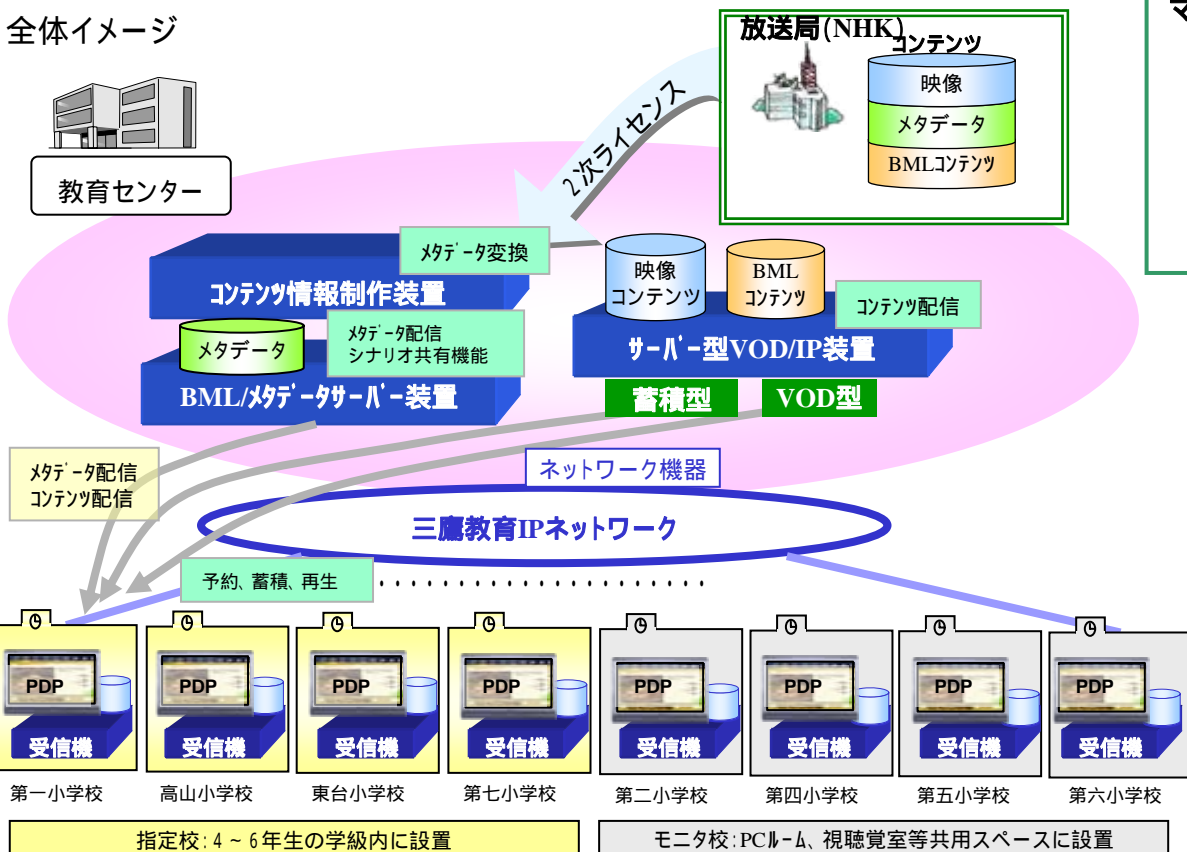 全体イメージ
放送局(NHK)
コンテンツ
映像
メタデータ
BMLコンテンツ
2次ライセンス
教育センター
メタデータ変換
コンテンツ情報制作装置
映像
コンテンツ
BML
コンテンツ
コンテンツ配信
メタデータ
メタデータ配信
シナリオ共有機能
サーバー型VOD/IP装置
BML/メタデータサーバー装置
蓄積型
VOD型
メタデータ配信
コンテンツ配信
ネットワーク機器
三鷹教育IPネットワーク
予約、蓄積、再生
PDP
PDP
PDP
PDP
PDP
PDP
PDP
PDP
受信機
受信機
受信機
受信機
受信機
受信機
受信機
受信機
第一小学校
高山小学校
東台小学校
第七小学校
第二小学校
第四小学校
第五小学校
第六小学校
指定校:4~6年生の学級内に設置
モニタ校:PCルーム、視聴覚室等共用スペースに設置